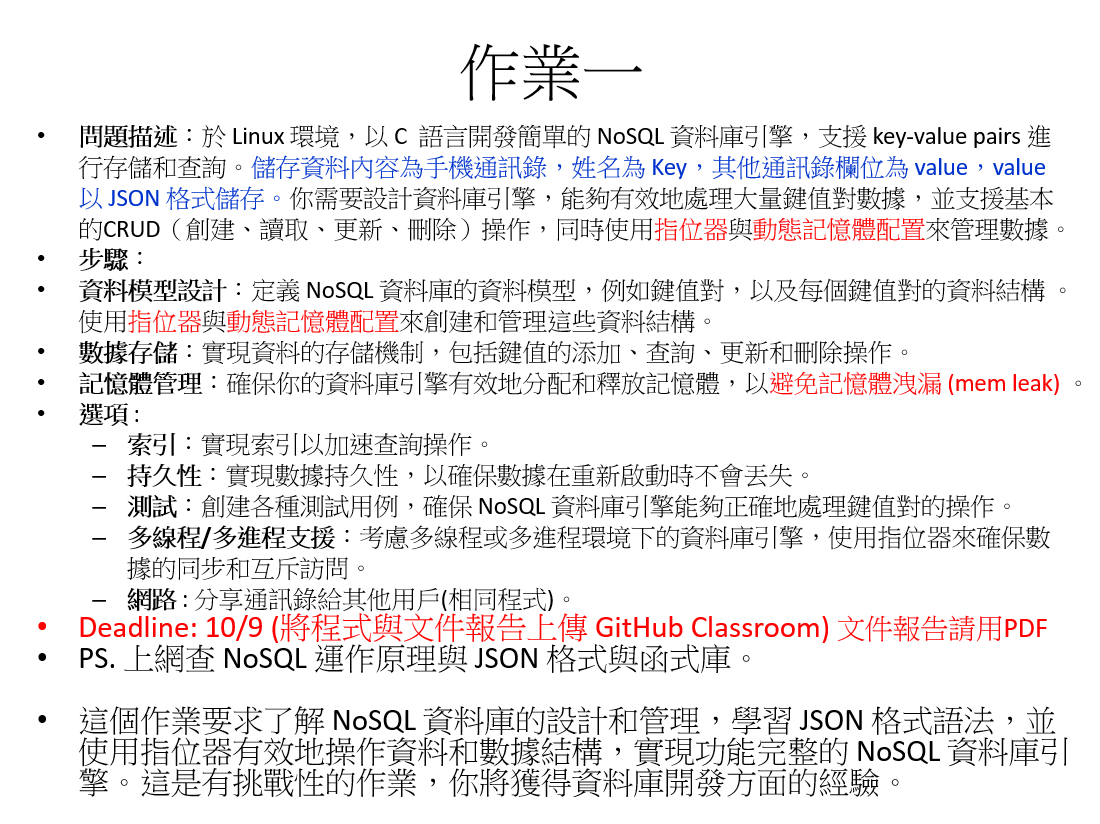 作業一
• 問題描述：於 Linux 環境，以 C 語言開發簡單的 NoSQL 資料庫引擎，支援 key-value pairs 進
行存儲和查詢。儲存資料內容為手機通訊錄，姓名為 Key，其他通訊錄欄位為 value，value
以 JSON 格式儲存。你需要設計資料庫引擎，能夠有效地處理大量鍵值對數據，並支援基本
的CRUD（創建、讀取、更新、刪除）操作，同時使用指位器與動態記憶體配置來管理數據。
• 步驟：
• 資料模型設計：定義 NoSQL 資料庫的資料模型，例如鍵值對，以及每個鍵值對的資料結構 。
使用指位器與動態記憶體配置來創建和管理這些資料結構。
• 數據存儲：實現資料的存儲機制，包括鍵值的添加、查詢、更新和刪除操作。
• 記憶體管理：確保你的資料庫引擎有效地分配和釋放記憶體，以避免記憶體洩漏 (mem leak) 。
• 選項 :
– 索引：實現索引以加速查詢操作。
– 持久性：實現數據持久性，以確保數據在重新啟動時不會丟失。
– 測試：創建各種測試用例，確保 NoSQL 資料庫引擎能夠正確地處理鍵值對的操作。
– 多線程/多進程支援：考慮多線程或多進程環境下的資料庫引擎，使用指位器來確保數
據的同步和互斥訪問。
– 網路 : 分享通訊錄給其他用戶(相同程式)。
• Deadline: 10/9 (將程式與文件報告上傳 GitHub Classroom) 文件報告請用PDF
• PS. 上網查 NoSQL 運作原理與 JSON 格式與函式庫。
• 這個作業要求了解 NoSQL 資料庫的設計和管理，學習 JSON 格式語法，並
使用指位器有效地操作資料和數據結構，實現功能完整的 NoSQL 資料庫引
擎。這是有挑戰性的作業，你將獲得資料庫開發方面的經驗。